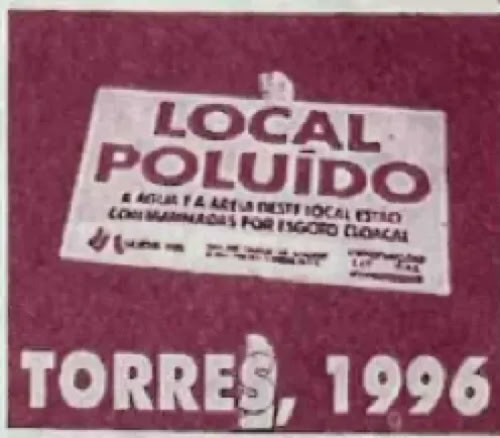 LOCAL
POLUÍDO
A ÁGUA E A AREIA DESTE LOCAL ESTÃO
CONTAMINADAS POR ESGOTO CLOACAL
TORRES, 1996